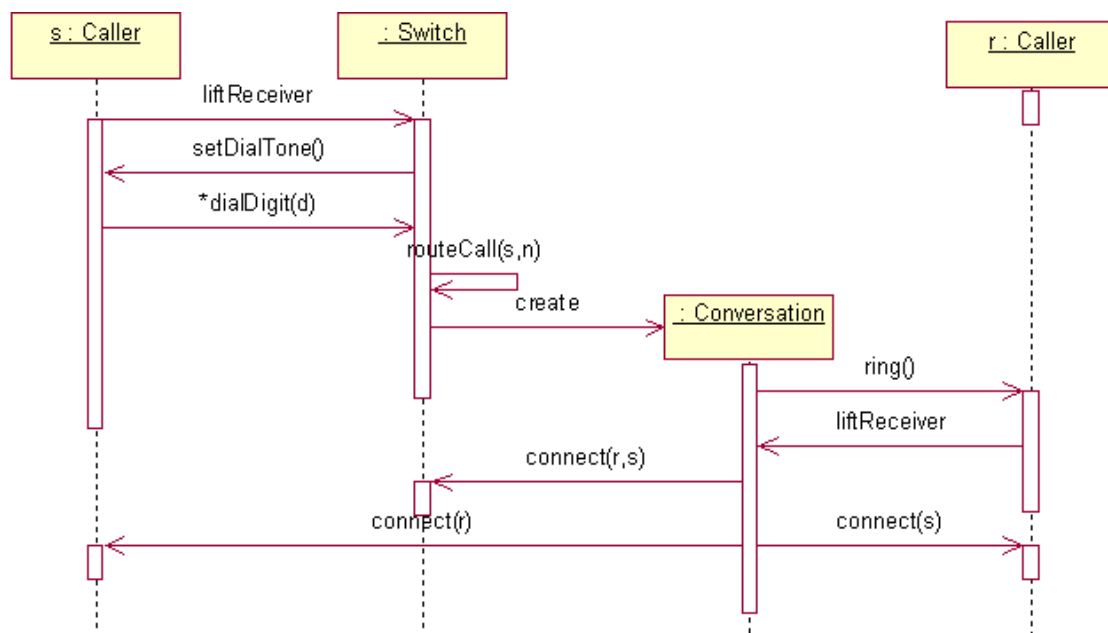 s : Caller
: Switch
r : Caller
liftReceiver
setDialTone()
*dialDigit(d)
routeCall(s,n)
create
: Conversation
ring()
liftReceiver
connect(r,s)
connect(r)
connect(s)